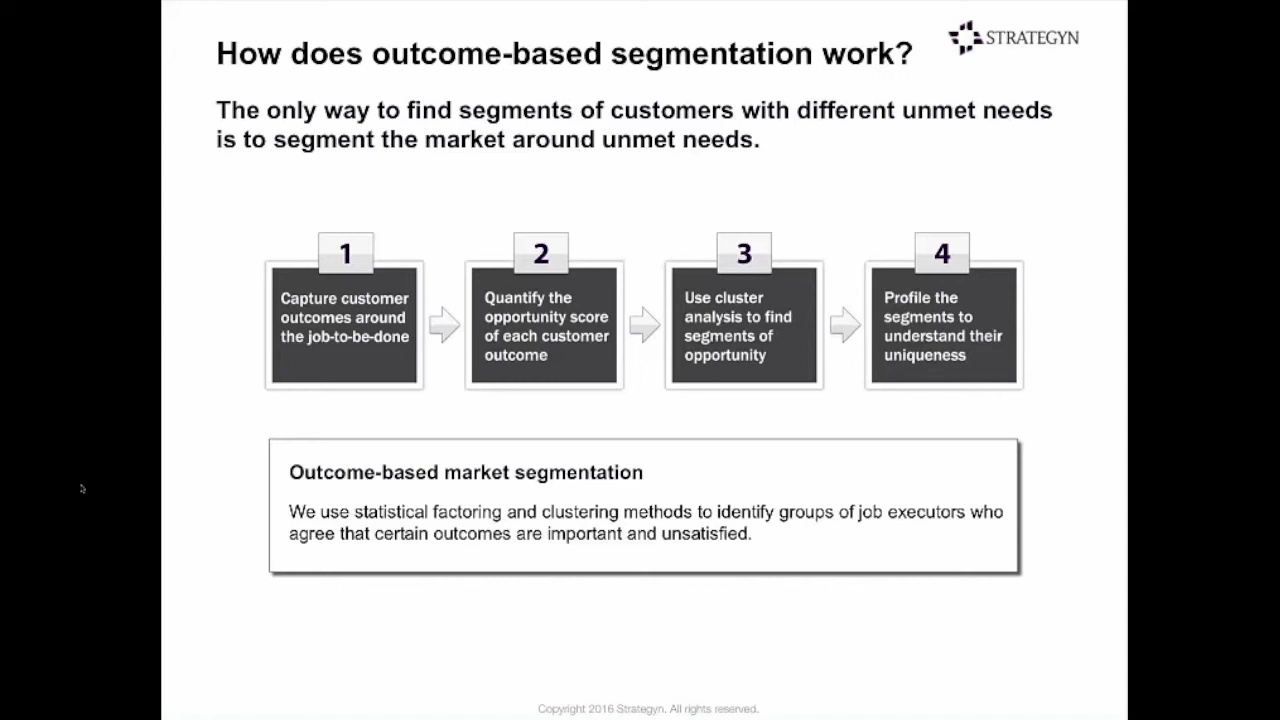 How does outcome-based segmentation work?
STRATEGYN
The only way to find segments of customers with different unmet needs
is to segment the market around unmet needs.
1
Capture customer
outcomes around
the job-to-be-done
2
Quantify the
opportunity score
of each customer
outcome
3
Use cluster
analysis to find
segments of
opportunity
4
Profile the
segments to
understand their
uniqueness
Outcome-based market segmentation
We use statistical factoring and clustering methods to identify groups of job executors who
agree that certain outcomes are important and unsatisfied.
Copyright 2016 Strategyn. All rights reserved.